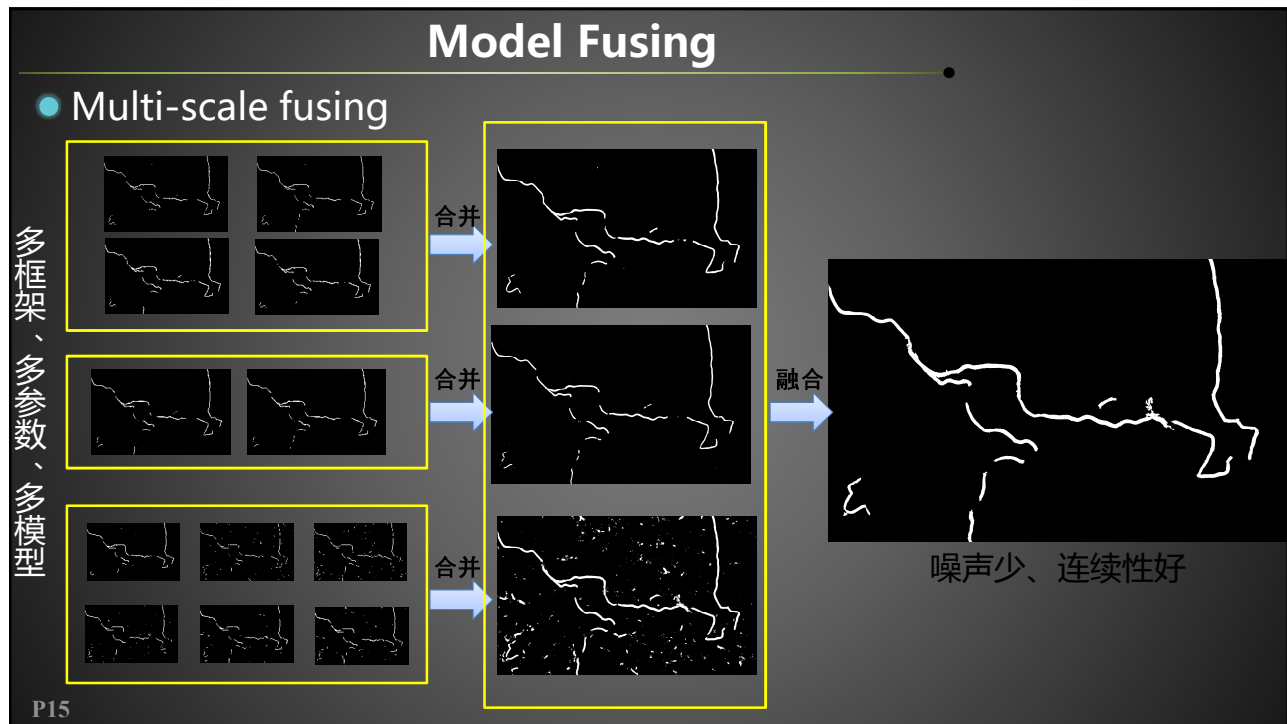 Model Fusing
Multi-scale fusing
多框架、多参数、多模型
合并
合并
合并
融合
噪声少、连续性好
P15